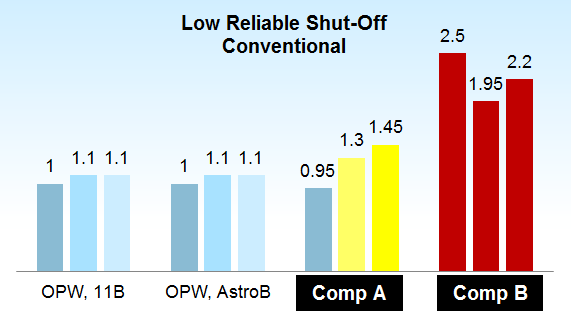 Low Reliable Shut-Off
Conventional
1 1.1 1.1
1 1.1 1.1
0.95 1.3 1.45
2.5 1.95 2.2
OPW, 11B
OPW, AstroB
Comp A
Comp B